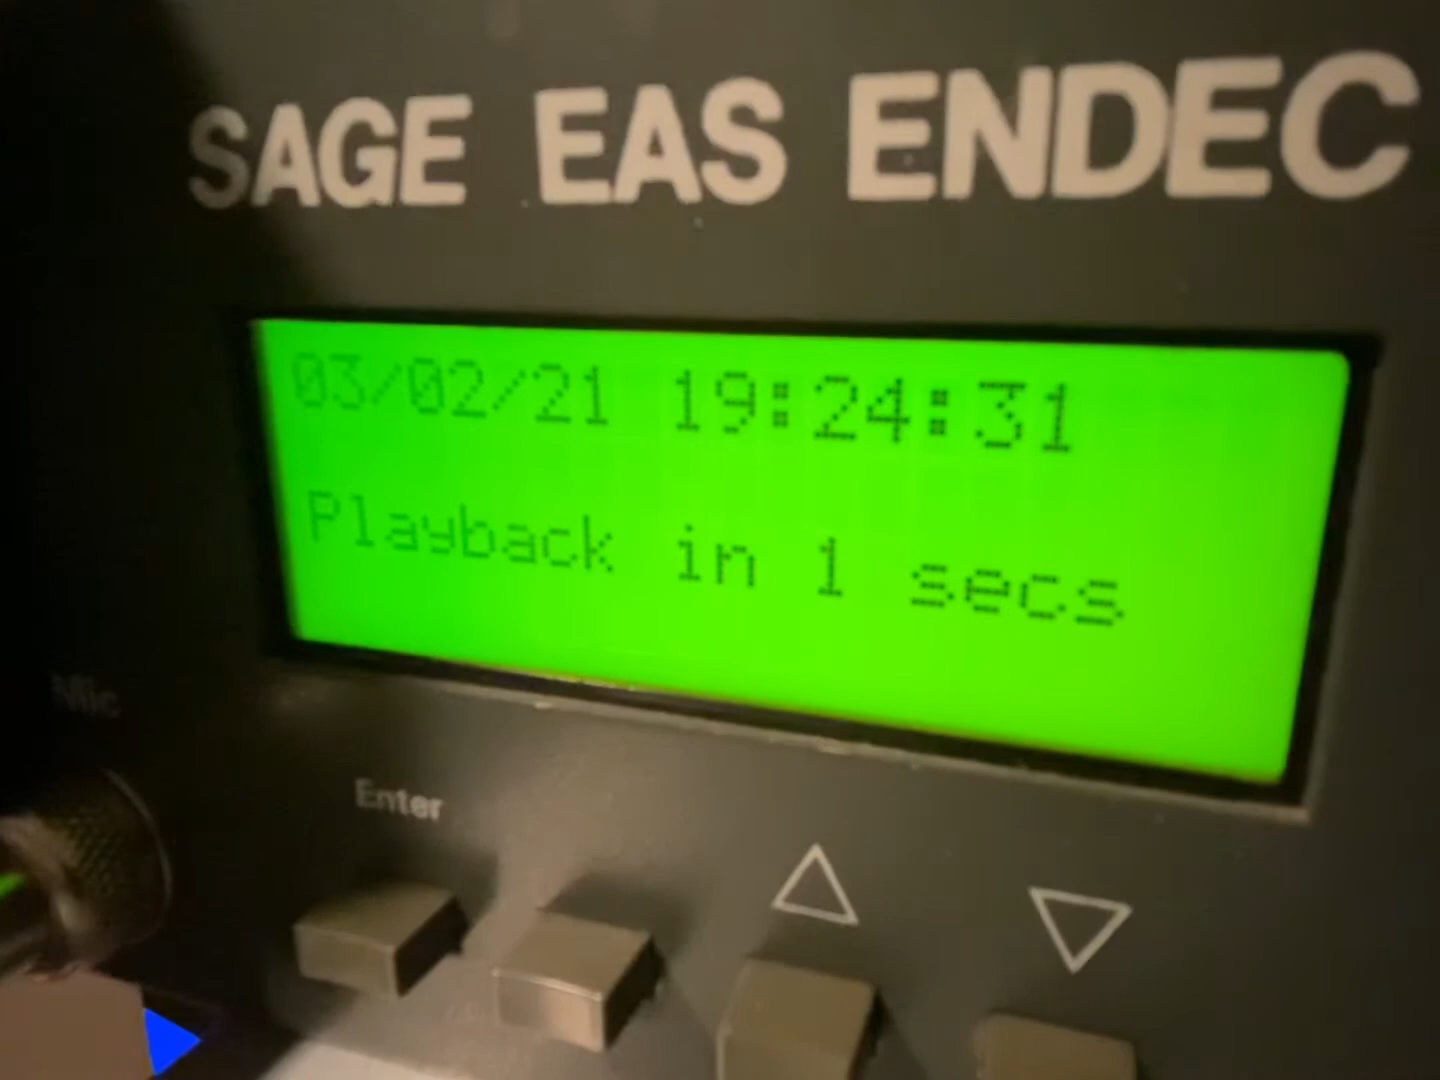 SAGE EAS ENDEC
03/02/21 19:24:31
Playback in 1 secs
Mic
Enter